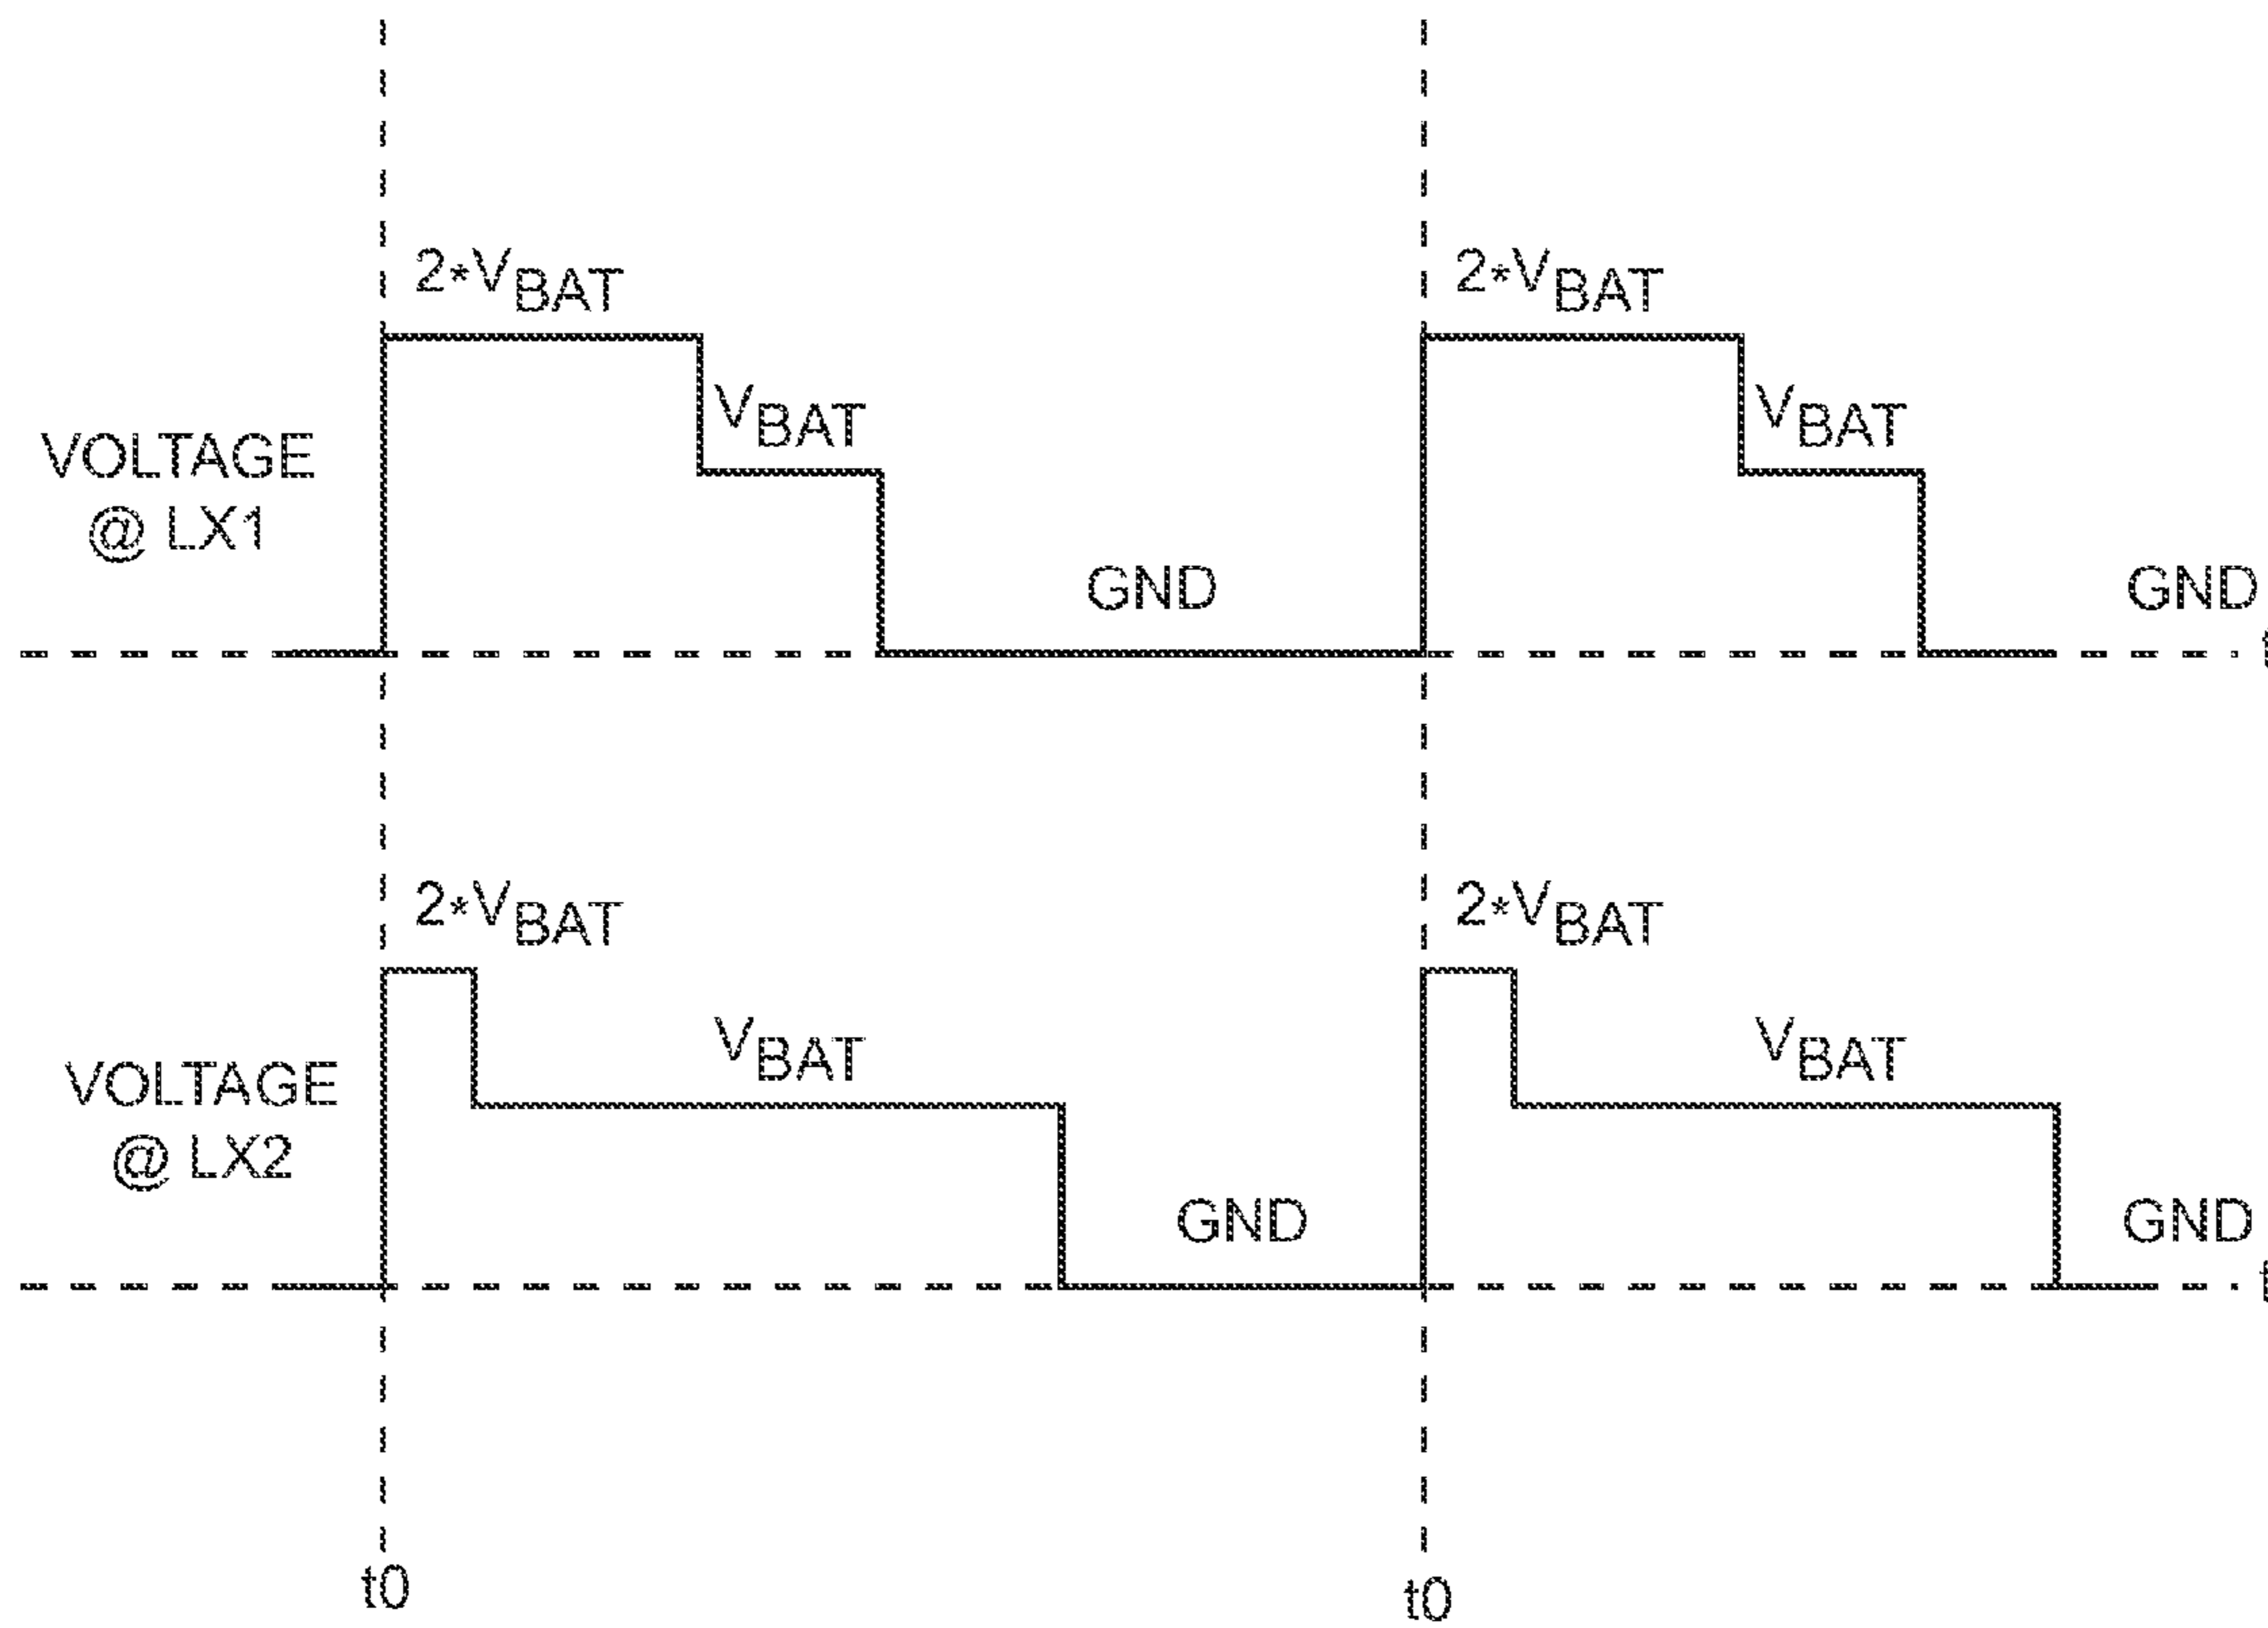 2*VBAT
2*VBAT
VBAT
VBAT
VOLTAGE
@ LX1
GND
GND
t
2*VBAT
2*VBAT
VBAT
VBAT
VOLTAGE
@ LX2
GND
GND
t
t0
t0